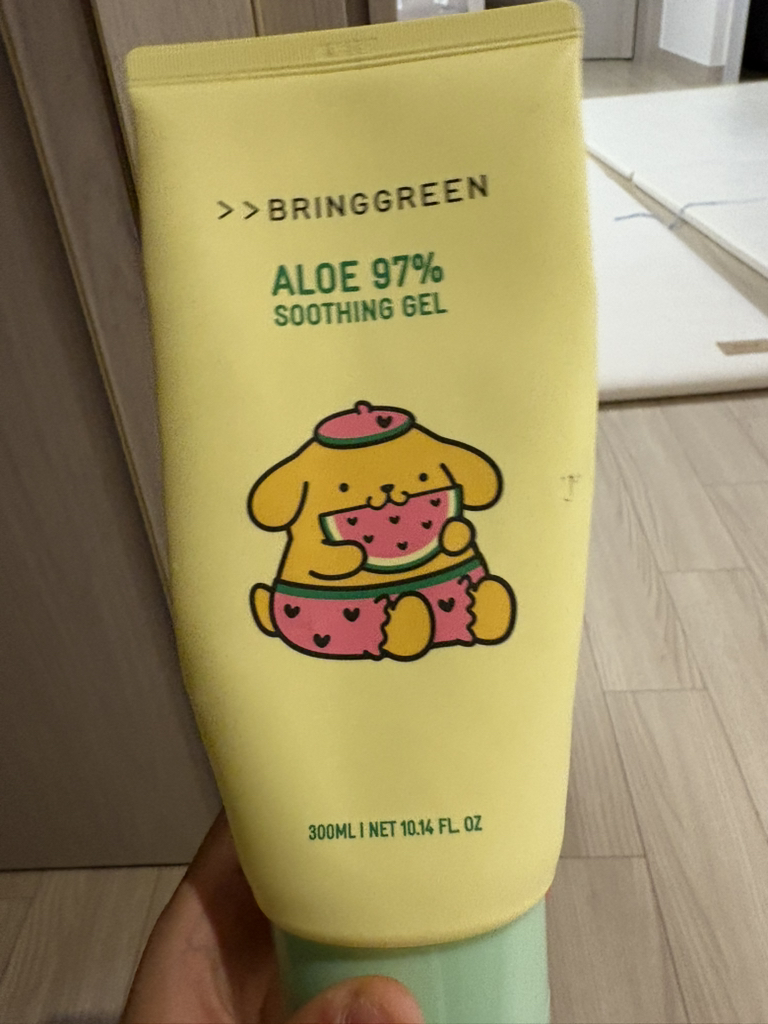 >>BRINGGREEN
ALOE 97%
SOOTHING GEL
300ML I NET 10.14 FL. OZ